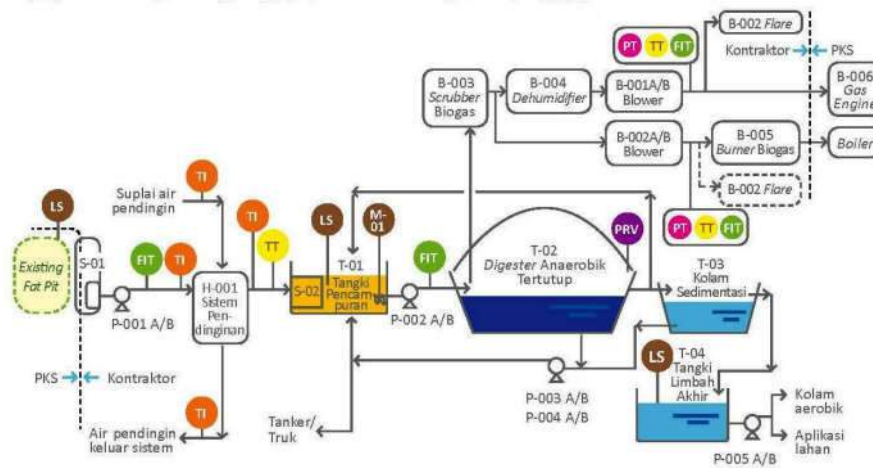 B-002 Flare
PT
TT
FIT
Kontraktor
PKS
B-003
Scrubber
Biogas
B-004
Dehumidifier
B-001A/B
Blower
B-006
Gas
Engine
B-002A/B
Blower
B-005
Burner Biogas
Boiler
B-002 Flare
PT
TT
FIT
TI
Suplai air
pendingin
LS
Existing
Fat Pit
S-01
FIT
TI
P-001 A/B
H-001
Sistem
Pen-
dinginan
TI
TT
LS
M-
01
T-01
S-02
Tangki
Pencam-
puran
FIT
P-002 A/B
T-02
Digester Anaerobik
Tertutup
PRV
T-03
Kolam
Sedimentasi
PKS
Kontraktor
TI
Air pendingin
keluar sistem
Tanker/
Truk
P-003 A/B
P-004 A/B
LS
T-04
Tangki
Limbah
Akhir
P-005 A/B
Kolam
aerobik
Aplikasi
lahan